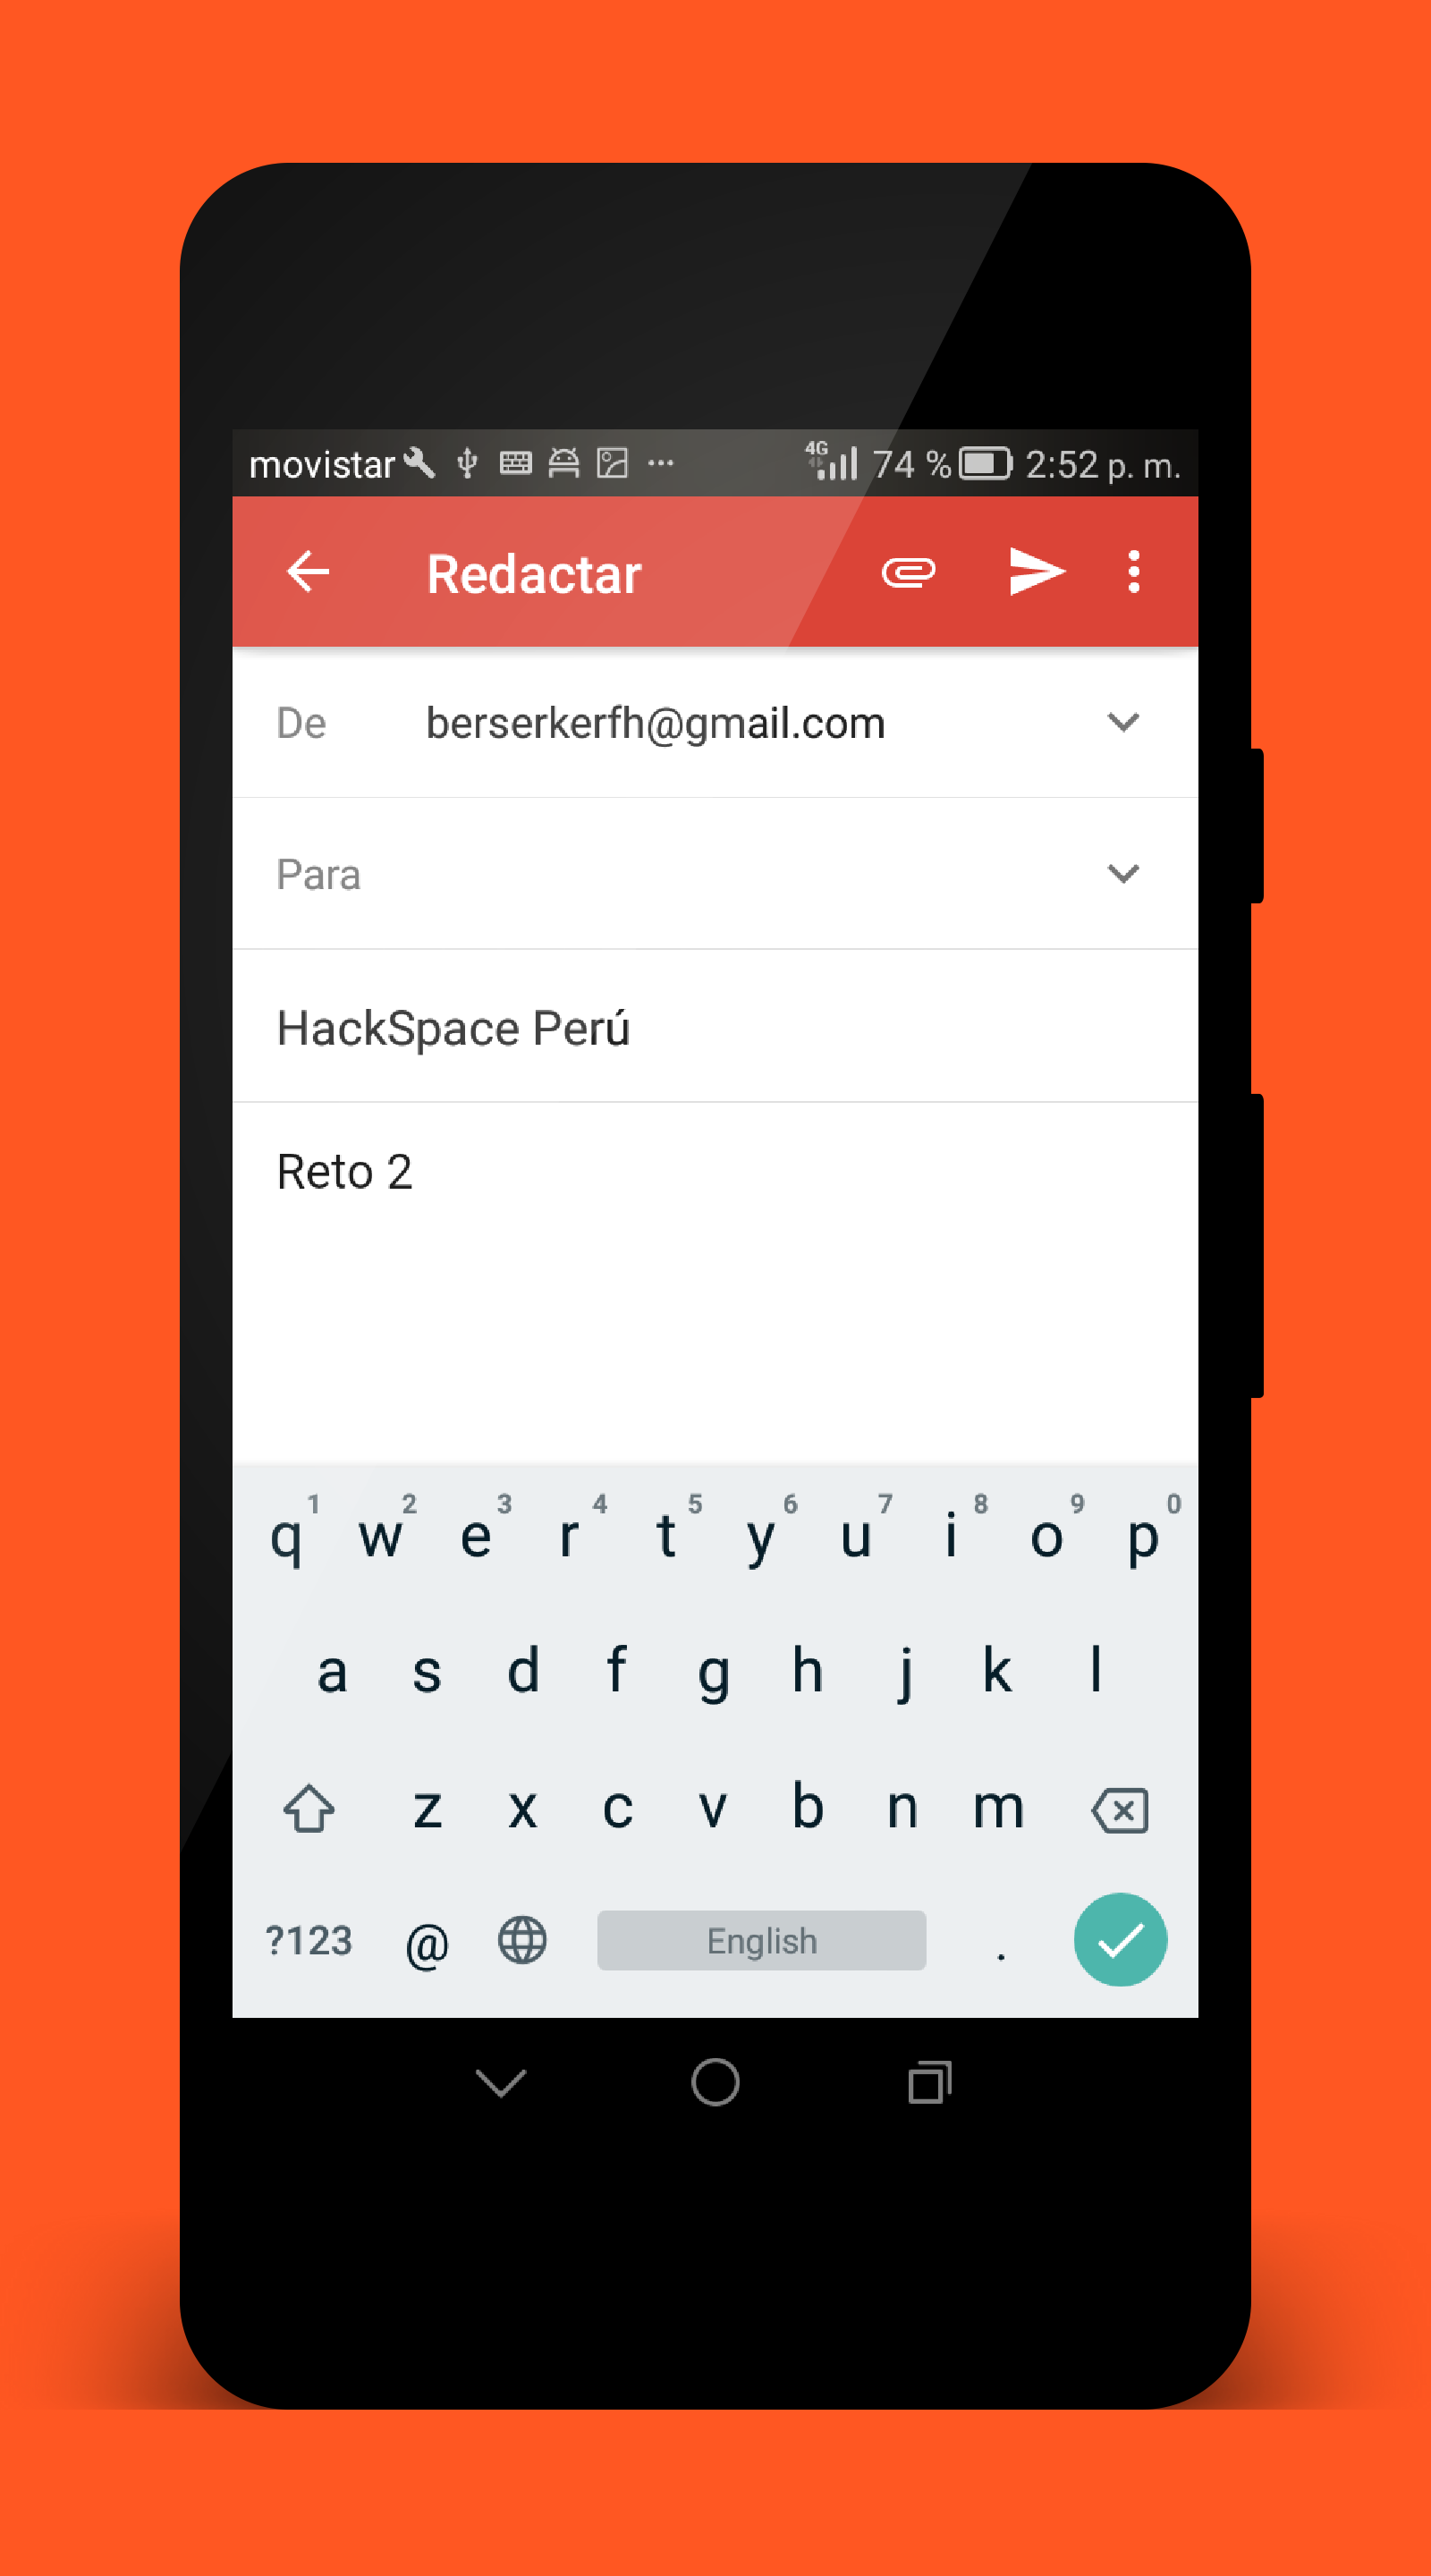 movistar 4G 74 % 2:52 p. m.
Redactar
De berserkerfh@gmail.com
Para
HackSpace Perú
Reto 2
q 1 w 2 e 3 r 4 t 5 y 6 u 7 i 8 o 9 p 0
a s d f g h j k l
z x c v b n m
?123 @ English .